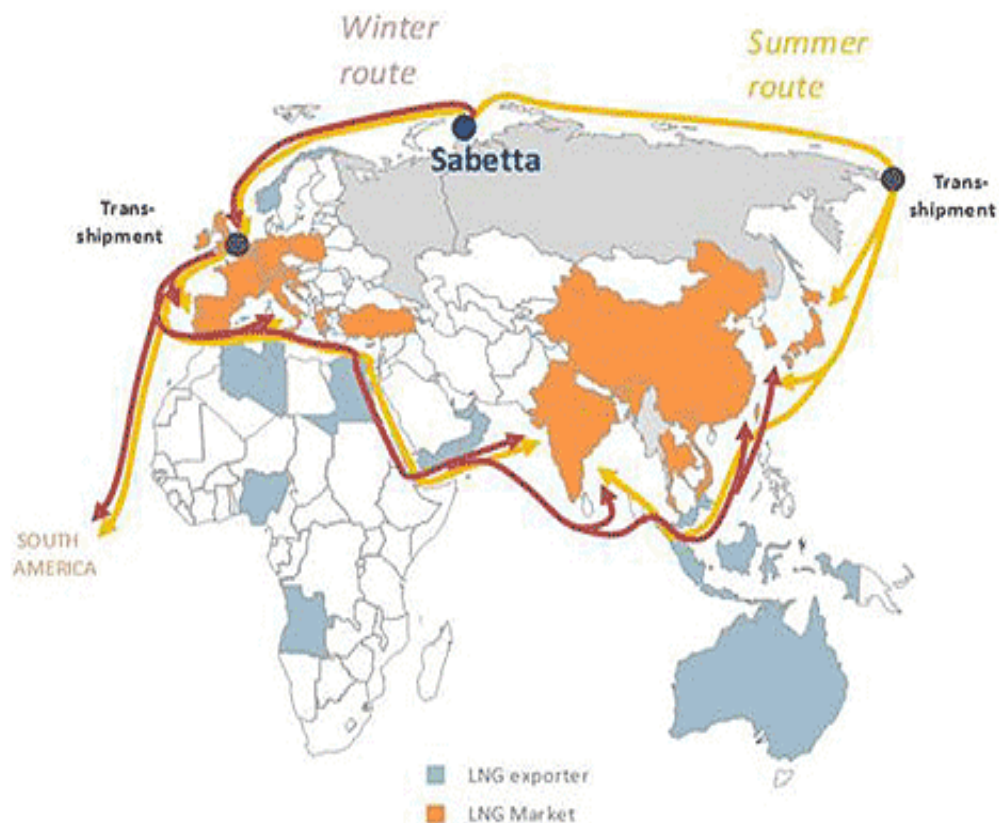 Winter
route
Summer
route
Sabetta
Trans-
shipment
Trans-
shipment
SOUTH
AMERICA
LNG exporter
LNG Market